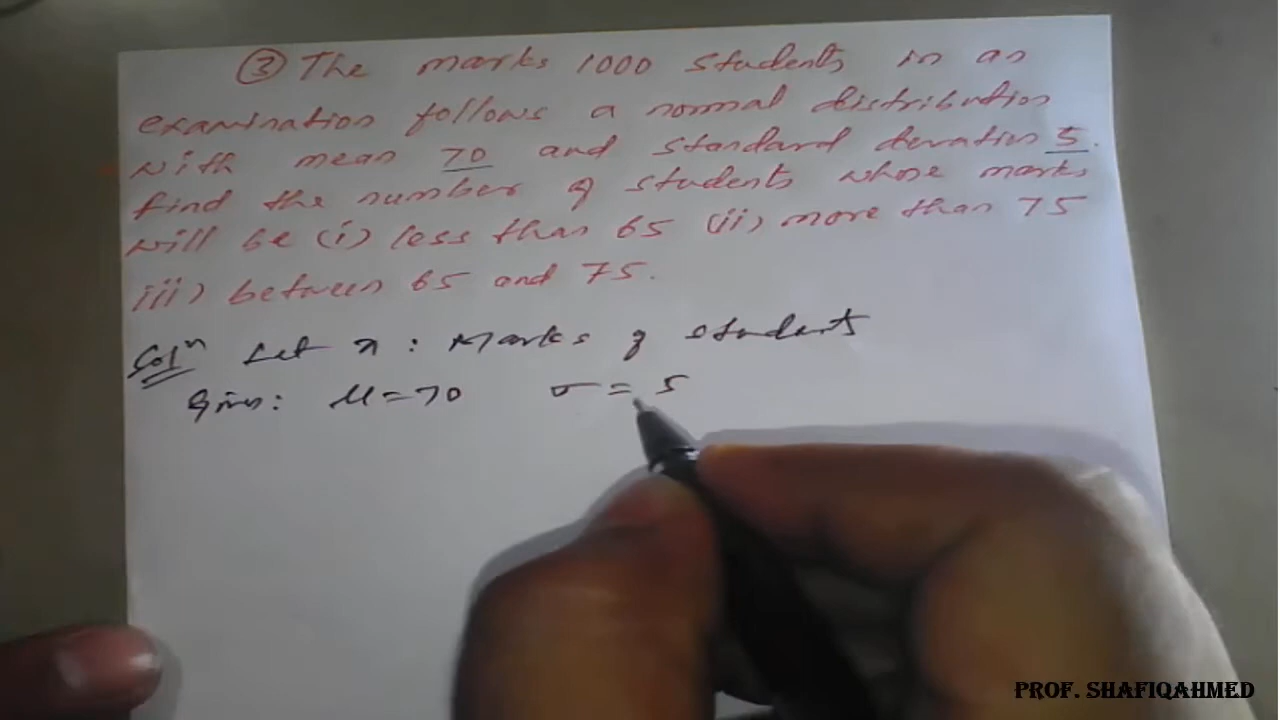 ③ The marks 1000 students in an
examination follows a normal distribution
with mean 70 and standard deviation 5.
find the number of students whose marks
will be (i) less than 65 (ii) more than 75
iii) between 65 and 75.
Solⁿ Let x : Marks of students
Given: μ = 70 σ = 5
PROF. SHAFIQAHMED